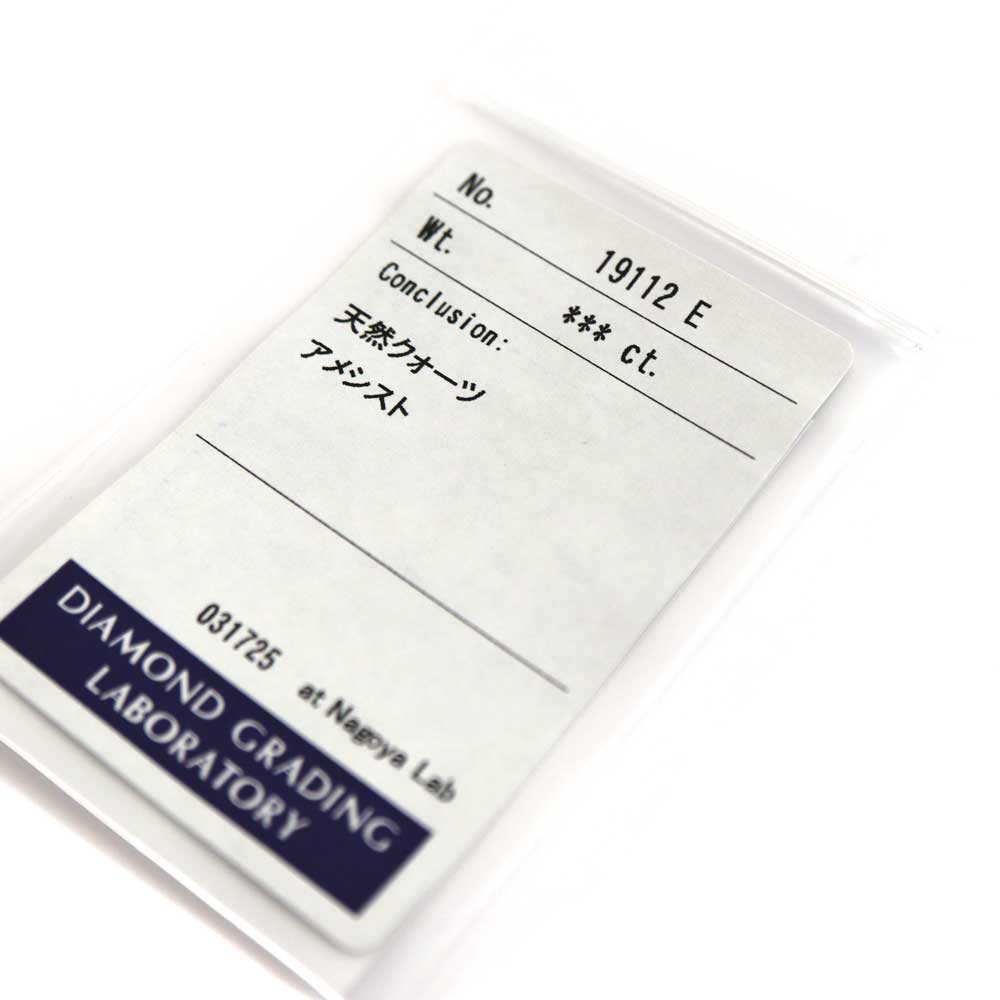 No. 19112 E
Wt. *** ct.
Conclusion:
天然クォーツ
アメシスト
031725 at Nagoya Lab
DIAMOND GRADING
LABORATORY